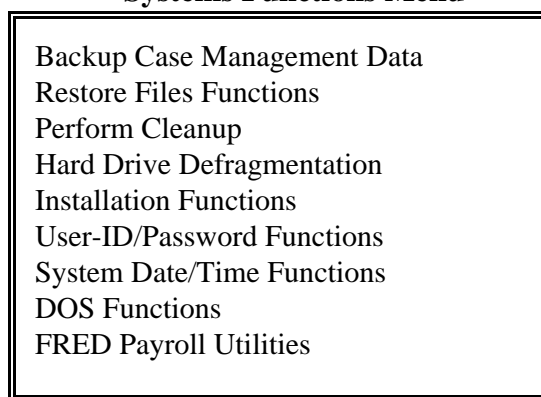 Systems Functions Menu
Backup Case Management Data
Restore Files Functions
Perform Cleanup
Hard Drive Defragmentation
Installation Functions
User-ID/Password Functions
System Date/Time Functions
DOS Functions
FRED Payroll Utilities